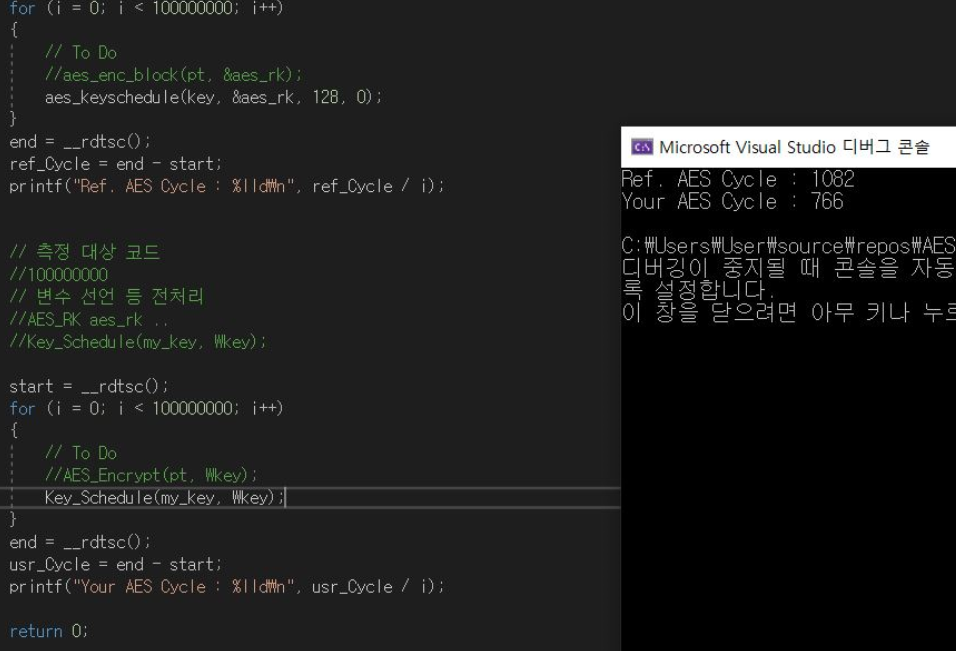 for (i = 0; i < 100000000; i++)
{
// To Do
//aes_enc_block(pt, &aes_rk);
aes_keyschedule(key, &aes_rk, 128, 0);
}
end = __rdtsc();
ref_Cycle = end - start;
printf("Ref. AES Cycle : %lld₩n", ref_Cycle / i);
// 측정 대상 코드
//100000000
// 변수 선언 등 전처리
//AES_RK aes_rk ..
//Key_Schedule(my_key, Wkey);
start = __rdtsc();
for (i = 0; i < 100000000; i++)
{
// To Do
//AES_Encrypt(pt, Wkey);
Key_Schedule(my_key, Wkey);
}
end = __rdtsc();
usr_Cycle = end - start;
printf("Your AES Cycle : %lld₩n", usr_Cycle / i);
return 0;
Microsoft Visual Studio 디버그 콘솔
Ref. AES Cycle : 1082
Your AES Cycle : 766
C:₩Users₩User₩source₩repos₩AES
디버깅이 중지될 때 콘솔을 자동
록 설정합니다.
이 창을 닫으려면 아무 키나